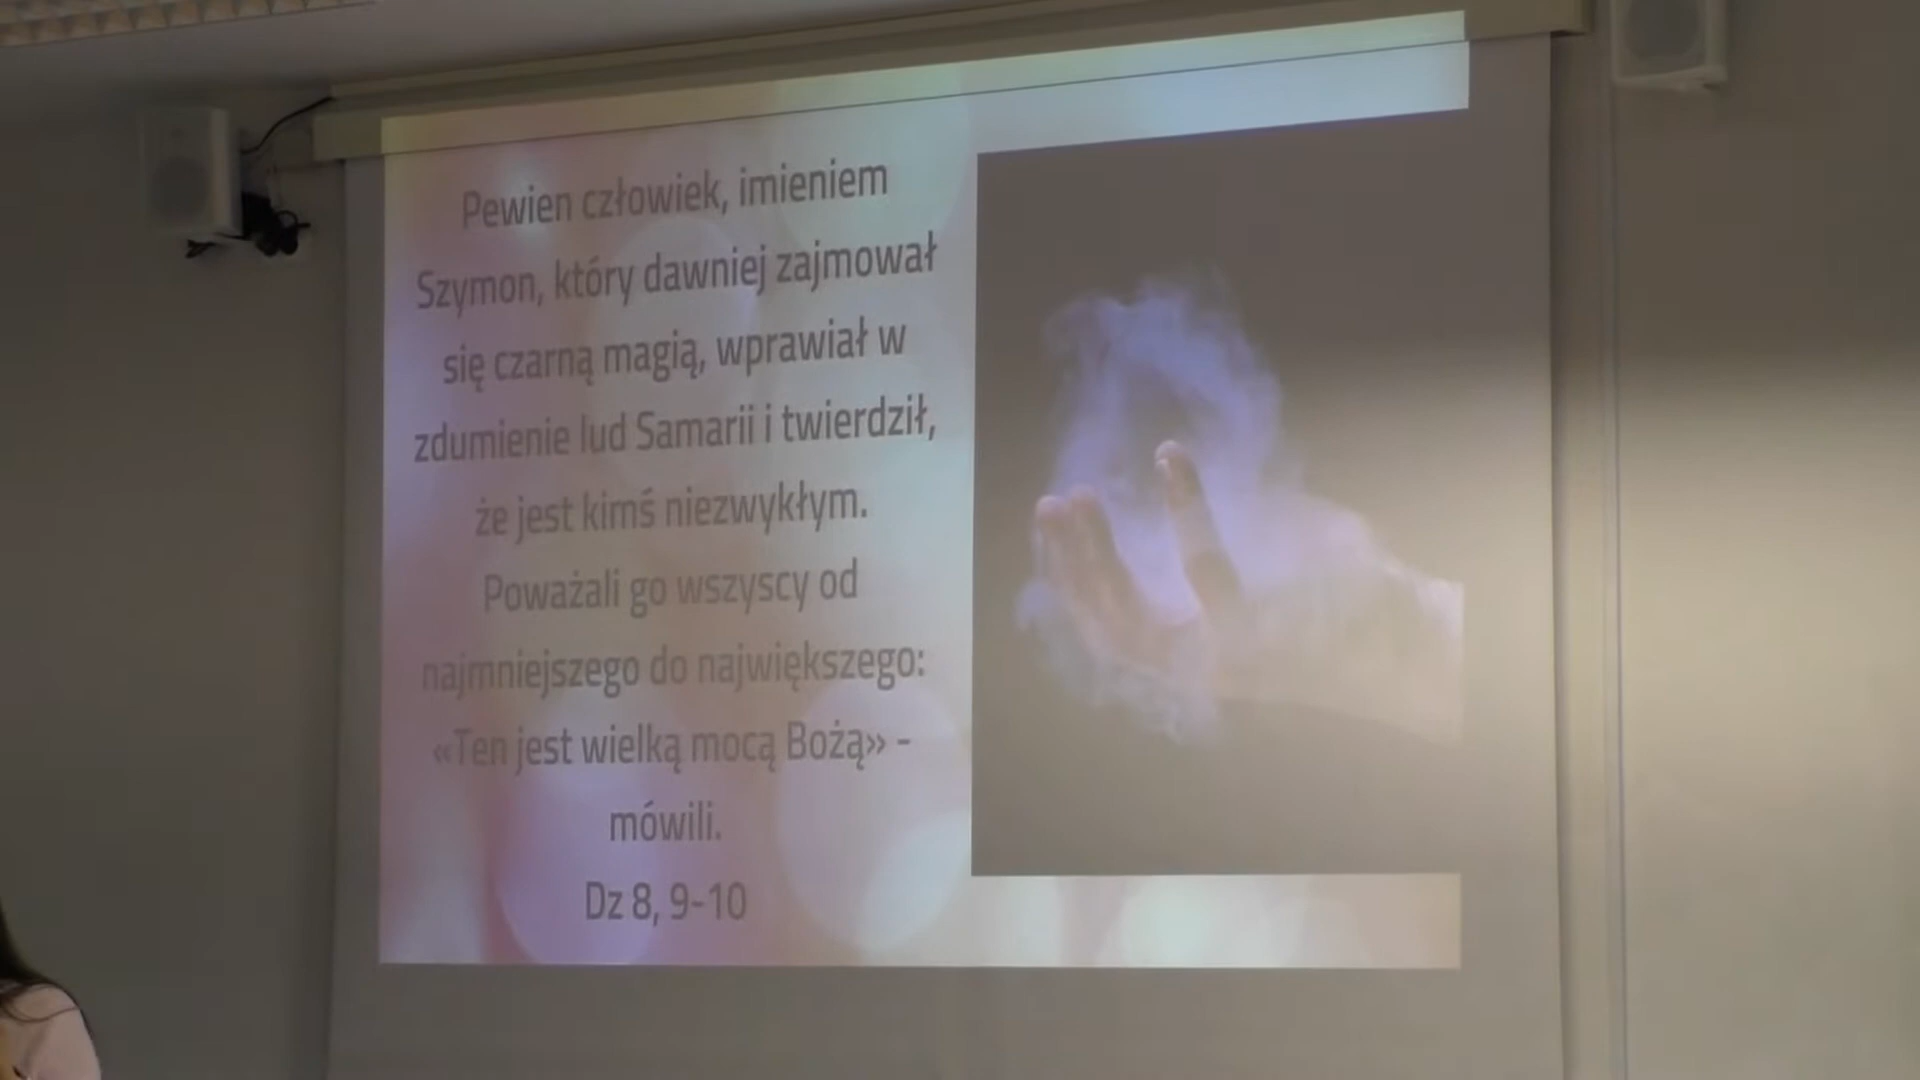 Pewien człowiek, imieniem
Szymon, który dawniej zajmował
się czarną magią, wprawiał w
zdumienie lud Samarii i twierdził,
że jest kimś niezwykłym.
Poważali go wszyscy od
najmniejszego do największego:
«Ten jest wielką mocą Bożą» -
mówili.
Dz 8, 9-10